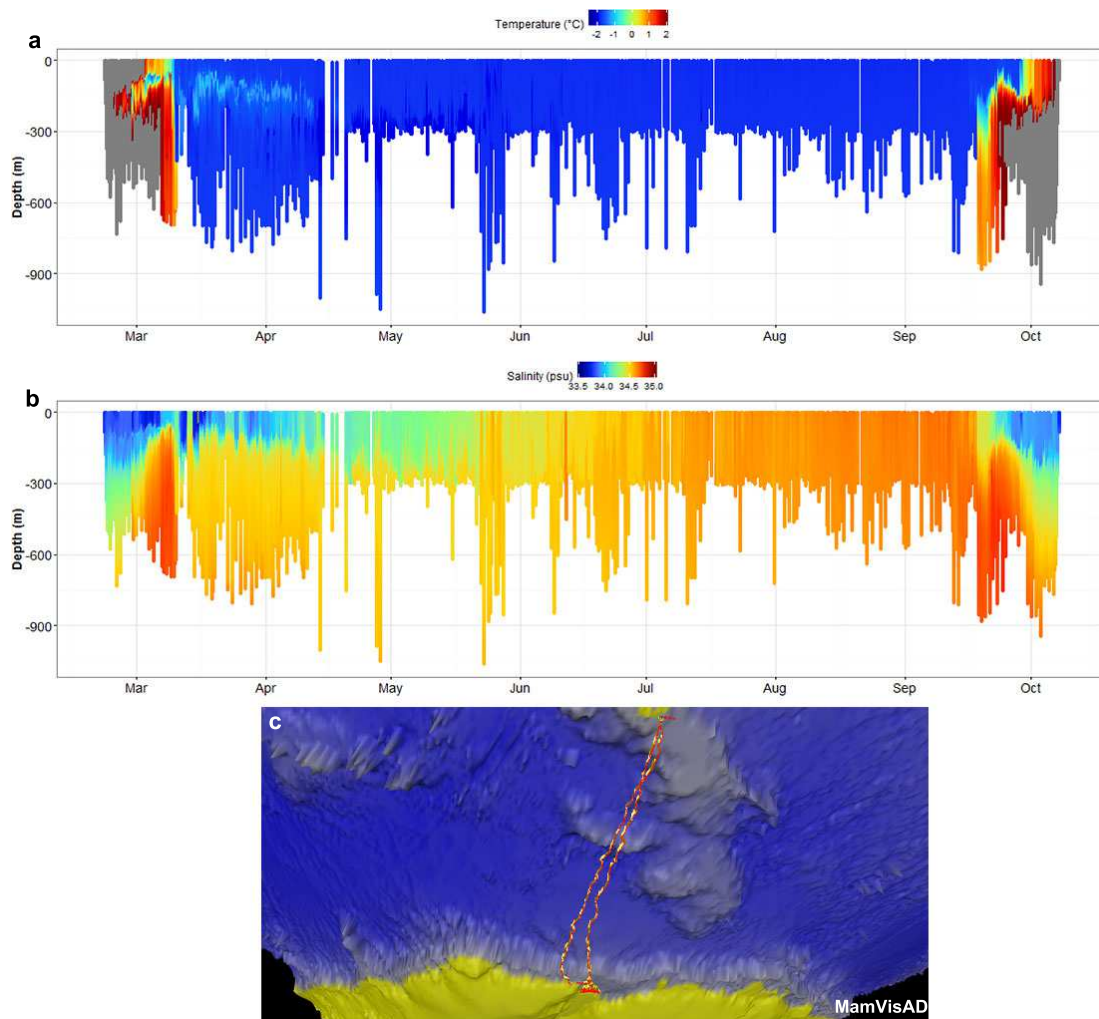 Temperature (°C)
-2 -1 0 1 2
a
0
-300
-600
-900
Depth (m)
Mar Apr May Jun Jul Aug Sep Oct
Salinity (psu)
33.5 34.0 34.5 35.0
b
0
-300
-600
-900
Depth (m)
Mar Apr May Jun Jul Aug Sep Oct
c
MamVisAD